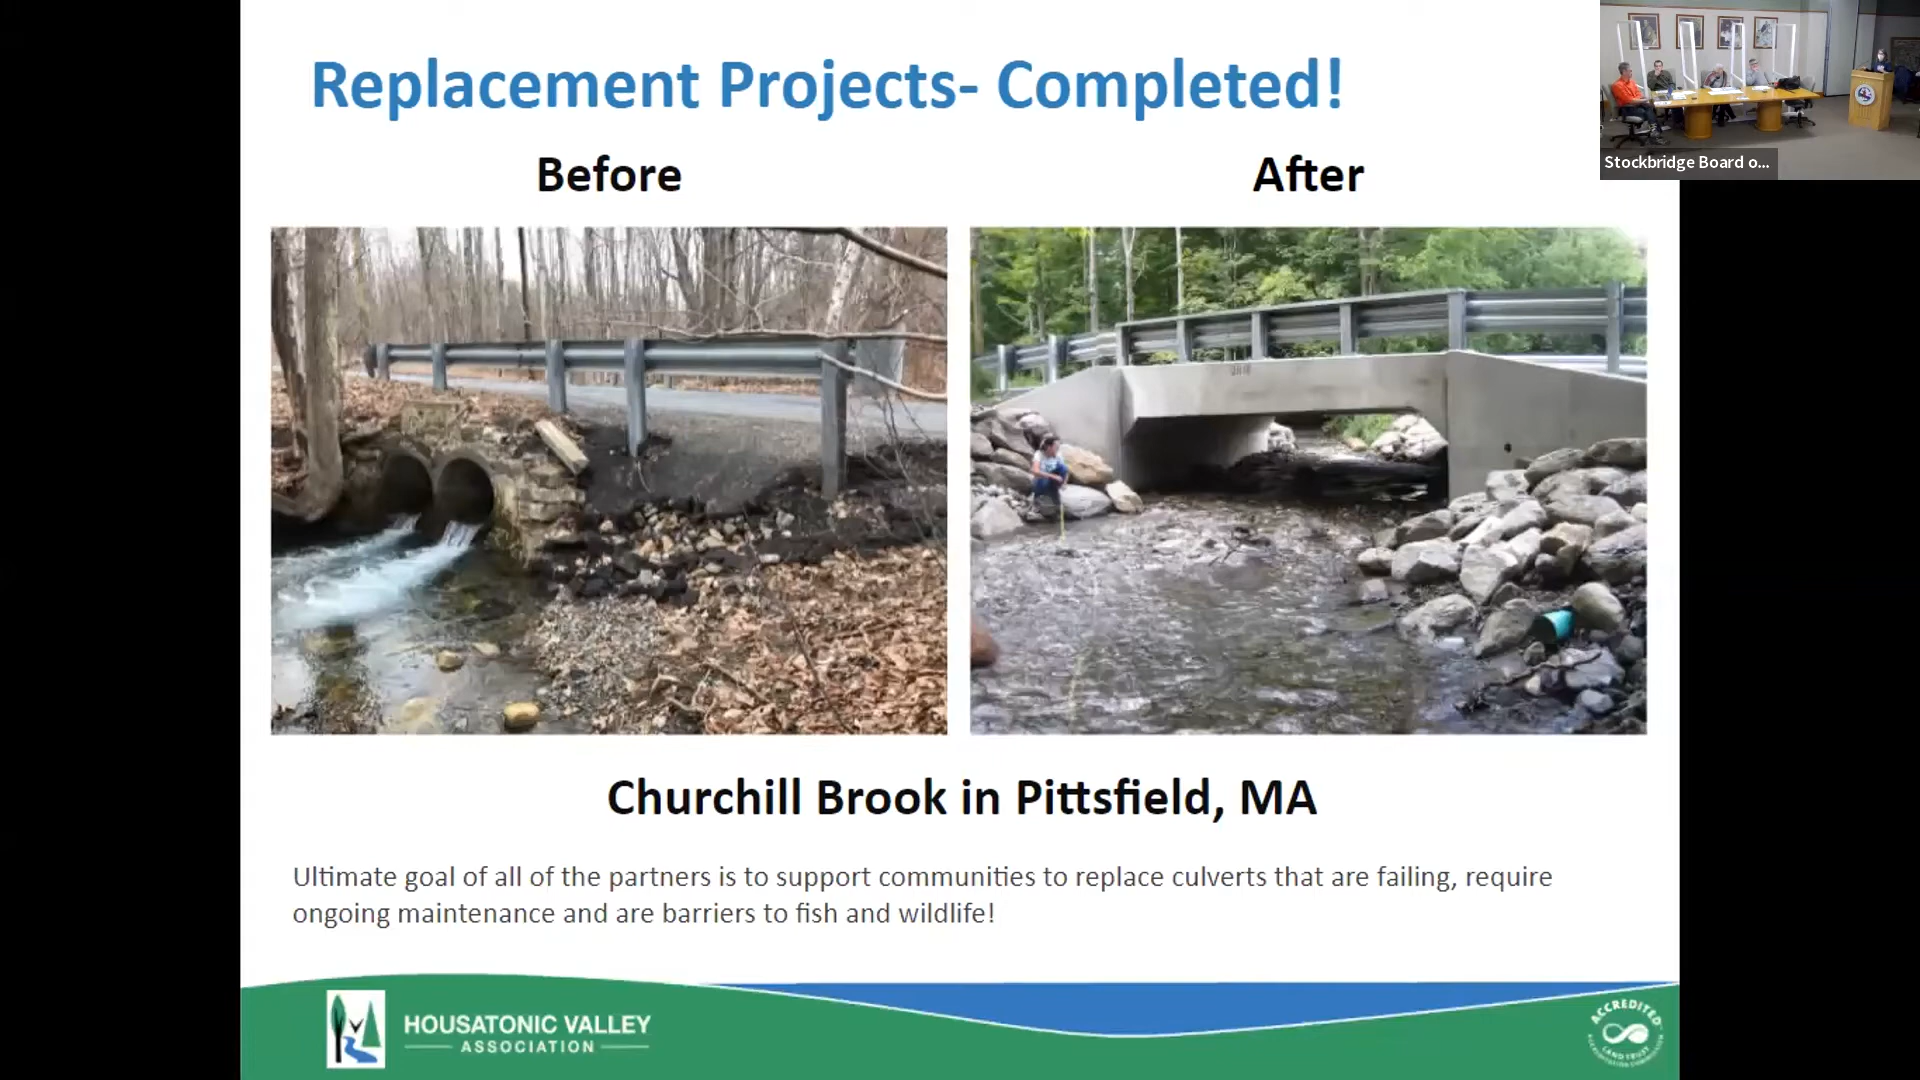 Replacement Projects- Completed!
Stockbridge Board o...
Before
After
Churchill Brook in Pittsfield, MA
Ultimate goal of all of the partners is to support communities to replace culverts that are failing, require
ongoing maintenance and are barriers to fish and wildlife!
HOUSATONIC VALLEY
ASSOCIATION
ACCREDITED
LAND TRUST